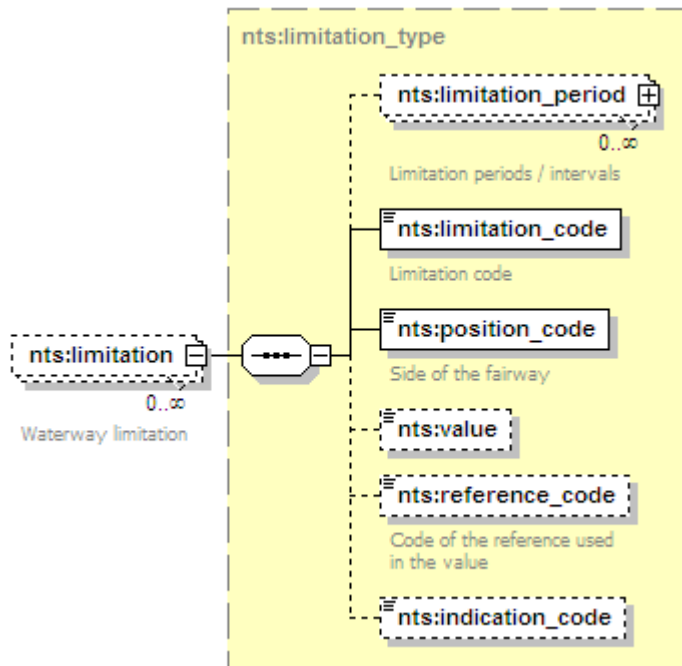 nts:limitation_type
nts:limitation_period
0..∞
Limitation periods / intervals
nts:limitation_code
Limitation code
nts:position_code
Side of the fairway
nts:limitation
0..∞
Waterway limitation
nts:value
nts:reference_code
Code of the reference used
in the value
nts:indication_code